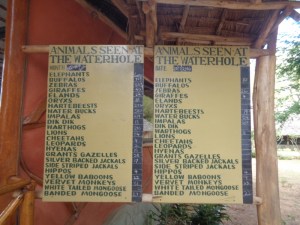 ANIMALS SEEN AT
THE WATERHOLE
ELEPHANTS
BUFFALOS
ZEBRAS
GIRAFFES
ELANDS
ORYXS
HARTEBEESTS
WATER BUCKS
IMPALAS
DIK DIK
WARTHOGS
LIONS
CHEETAHS
LEOPARDS
HYENAS
GRANTS GAZELLES
SILVER BACKED JACKALS
SIDE STRIPED JACKALS
HIPPOS
YELLOW BABOONS
VERVET MONKEYS
WHITE TAILED MONGOOSE
BANDED MONGOOSE
ANIMALS SEEN AT
THE WATERHOLE
ELEPHANTS
BUFFALOS
ZEBRAS
GIRAFFES
ELANDS
ORYXS
HARTEBEESTS
WATER BUCKS
IMPALAS
DIK DIK
WARTHOGS
LIONS
CHEETAHS
LEOPARDS
HYENAS
GRANTS GAZELLES
SILVER BACKED JACKALS
SIDE STRIPED JACKALS
HIPPOS
YELLOW BABOONS
VERVET MONKEYS
WHITE TAILED MONGOOSE
BANDED MONGOOSE